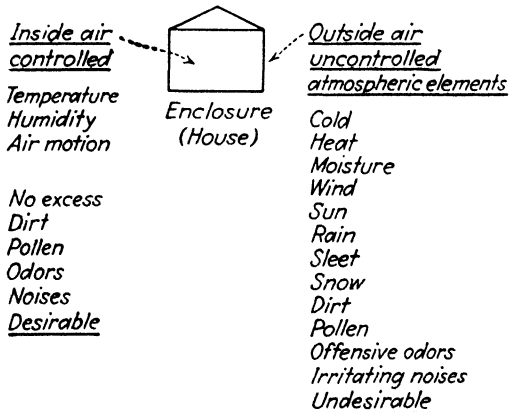 Inside air
controlled
Temperature
Humidity
Air motion
No excess
Dirt
Pollen
Odors
Noises
Desirable
Enclosure
(House)
Outside air
uncontrolled
atmospheric elements
Cold
Heat
Moisture
Wind
Sun
Rain
Sleet
Snow
Dirt
Pollen
Offensive odors
Irritating noises
Undesirable